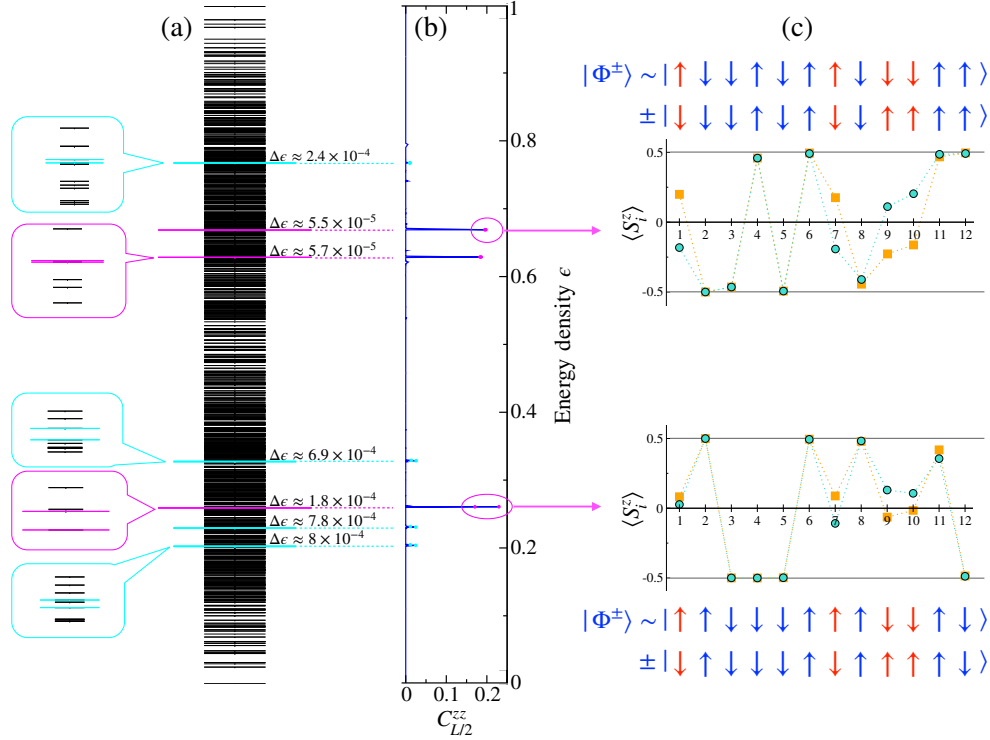 (a)
(b)
(c)
Δϵ ≈ 2.4 × 10⁻⁴
Δϵ ≈ 5.5 × 10⁻⁵
Δϵ ≈ 5.7 × 10⁻⁵
Δϵ ≈ 6.9 × 10⁻⁴
Δϵ ≈ 1.8 × 10⁻⁴
Δϵ ≈ 7.8 × 10⁻⁴
Δϵ ≈ 8 × 10⁻⁴
1
0.8
0.6
0.4
0.2
0
Energy density ϵ
0 0.1 0.2
C^{zz}_{L/2}
|Φ^±⟩ ∼ |↑ ↓ ↓ ↑ ↓ ↑ ↑ ↓ ↓ ↓ ↑ ↑⟩
± |↓ ↓ ↓ ↑ ↓ ↑ ↓ ↓ ↑ ↑ ↑ ↑⟩
0.5
0
-0.5
⟨S_i^z⟩
1 2 3 4 5 6 7 8 9 10 11 12
0.5
0
-0.5
⟨S_i^z⟩
1 2 3 4 5 6 7 8 9 10 11 12
|Φ^±⟩ ∼ |↑ ↑ ↓ ↓ ↓ ↑ ↑ ↑ ↓ ↓ ↑ ↓⟩
± |↓ ↑ ↓ ↓ ↓ ↑ ↓ ↑ ↑ ↑ ↑ ↓⟩